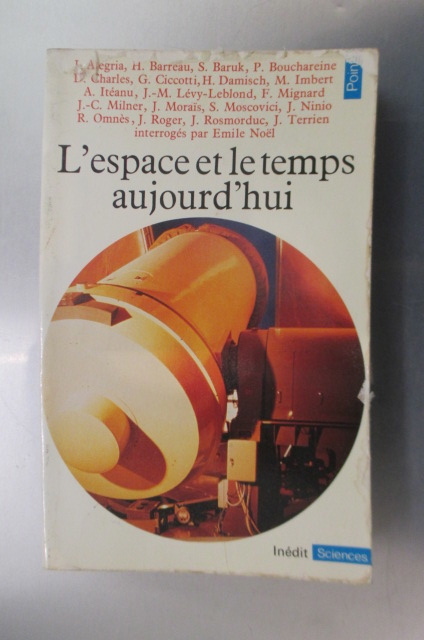 J. Alegria, H. Barreau, S. Baruk, P. Bouchareine
D. Charles, G. Ciccotti, H. Damisch, M. Imbert
A. Itéanu, J.-M. Lévy-Leblond, F. Mignard
J.-C. Milner, J. Moraïs, S. Moscovici, J. Ninio
R. Omnès, J. Roger, J. Rosmorduc, J. Terrien
interrogés par Emile Noël
Poin
L'espace et le temps
aujourd'hui
Inédit Sciences